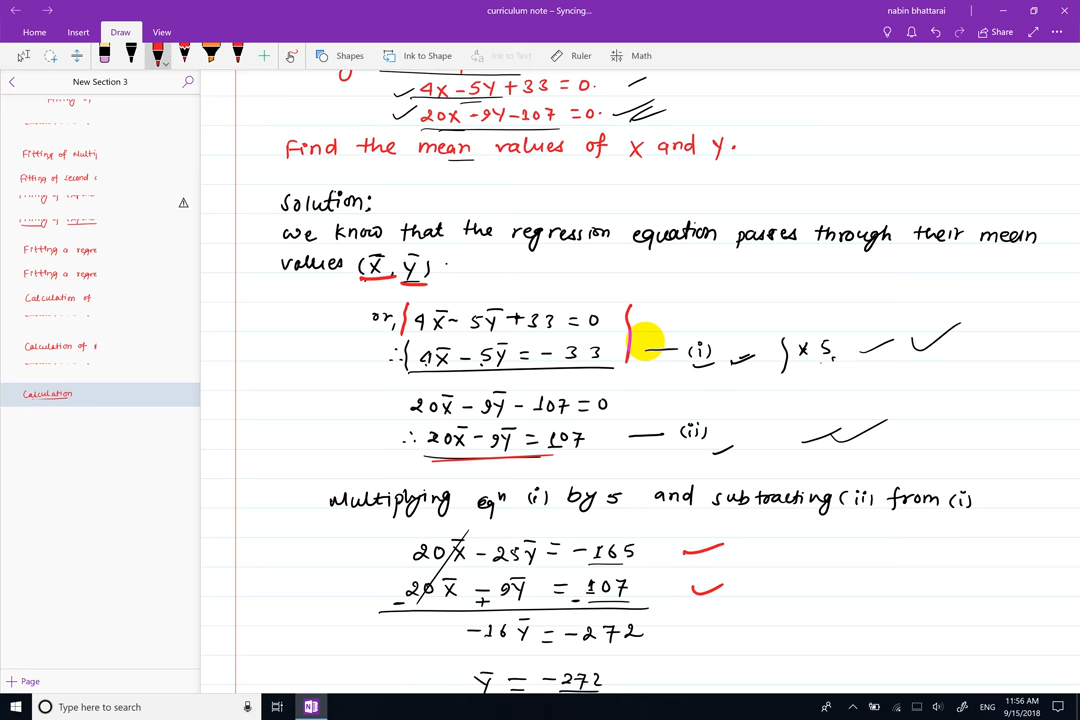 curriculum note – Syncing...
nabin bhattarai
Home Insert Draw View
Share
Shapes Ink to Shape Ink to Text Ruler Math
New Section 3
Fitting of Multi
Fitting of second c
Fitting a regre
Fitting a regre
Calculation of
Calculation of
Calculation
+ Page
4X - 5Y + 33 = 0.
20X - 9Y - 107 = 0.
Find the mean values of X and Y.
Solution:
We know that the regression equation passes through their mean
values (X̄, Ȳ).
or, 4X̄ - 5Ȳ + 33 = 0
∴ 4X̄ - 5Ȳ = - 33 — (i) × 5
20X̄ - 9Ȳ - 107 = 0
∴ 20X̄ - 9Ȳ = 107 — (ii)
Multiplying eqⁿ (i) by 5 and subtracting (ii) from (i)
20X̄ - 25Ȳ = - 165
20X̄ - 9Ȳ = 107
- + -
-16Ȳ = -272
Ȳ = -272
Type here to search
ENG
11:56 AM
9/15/2018